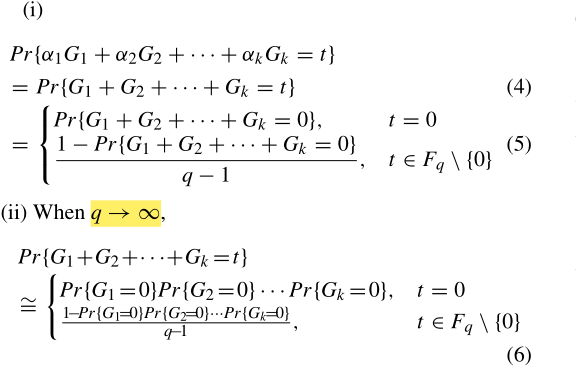 (i)
Pr{α₁G₁ + α₂G₂ + ··· + αₖGₖ = t}
= Pr{G₁ + G₂ + ··· + Gₖ = t} (4)
= { Pr{G₁ + G₂ + ··· + Gₖ = 0}, t = 0
1 − Pr{G₁ + G₂ + ··· + Gₖ = 0}
q − 1 , t ∈ F_q \ {0} (5)
(ii) When q → ∞,
Pr{G₁+G₂+···+Gₖ=t}
≅ { Pr{G₁=0}Pr{G₂=0} ··· Pr{Gₖ=0}, t = 0
1−Pr{G₁=0}Pr{G₂=0}···Pr{Gₖ=0}
q−1 , t ∈ F_q \ {0}
(6)